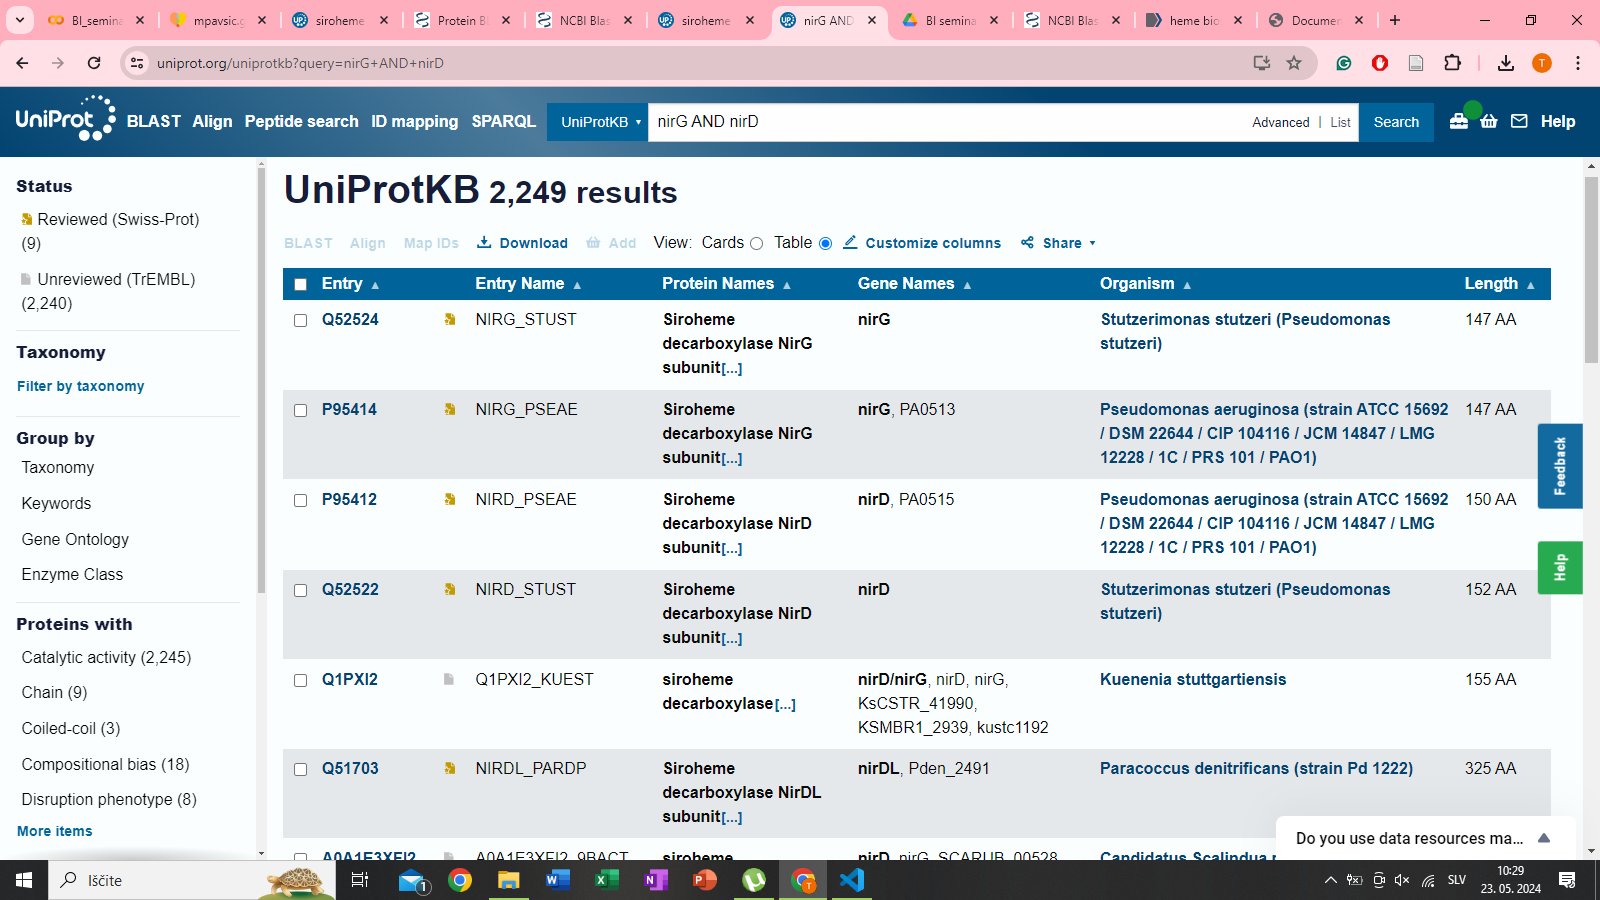 BI_semina
mpavsic.g
siroheme
Protein Bl
NCBI Blas
siroheme
nirG AND
BI semina
NCBI Blas
heme bio
Documen
uniprot.org/uniprotkb?query=nirG+AND+nirD
T
UniProt
BLAST Align Peptide search ID mapping SPARQL
UniProtKB
nirG AND nirD
Advanced | List
Search
Help
Status
Reviewed (Swiss-Prot)
(9)
Unreviewed (TrEMBL)
(2,240)
Taxonomy
Filter by taxonomy
Group by
Taxonomy
Keywords
Gene Ontology
Enzyme Class
Proteins with
Catalytic activity (2,245)
Chain (9)
Coiled-coil (3)
Compositional bias (18)
Disruption phenotype (8)
More items
UniProtKB 2,249 results
BLAST Align Map IDs Download Add View: Cards Table Customize columns Share
Entry Entry Name Protein Names Gene Names Organism Length
Q52524 NIRG_STUST Siroheme nirG Stutzerimonas stutzeri (Pseudomonas 147 AA
decarboxylase NirG stutzeri)
subunit[...]
P95414 NIRG_PSEAE Siroheme nirG, PA0513 Pseudomonas aeruginosa (strain ATCC 15692 147 AA
decarboxylase NirG / DSM 22644 / CIP 104116 / JCM 14847 / LMG
subunit[...] 12228 / 1C / PRS 101 / PAO1)
P95412 NIRD_PSEAE Siroheme nirD, PA0515 Pseudomonas aeruginosa (strain ATCC 15692 150 AA
decarboxylase NirD / DSM 22644 / CIP 104116 / JCM 14847 / LMG
subunit[...] 12228 / 1C / PRS 101 / PAO1)
Q52522 NIRD_STUST Siroheme nirD Stutzerimonas stutzeri (Pseudomonas 152 AA
decarboxylase NirD stutzeri)
subunit[...]
Q1PXI2 Q1PXI2_KUEST siroheme nirD/nirG, nirD, nirG, Kuenenia stuttgartiensis 155 AA
decarboxylase[...] KsCSTR_41990,
KSMBR1_2939, kustc1192
Q51703 NIRDL_PARDP Siroheme nirDL, Pden_2491 Paracoccus denitrificans (strain Pd 1222) 325 AA
decarboxylase NirDL
subunit[...]
A0A1E3XFI2 A0A1E3XFI2_9BACT siroheme nirD, nirG, SCARUB_00528 Candidatus Scalindua
Feedback
Help
Do you use data resources ma...
Iščite
1
T
SLV
10:29
23. 05. 2024